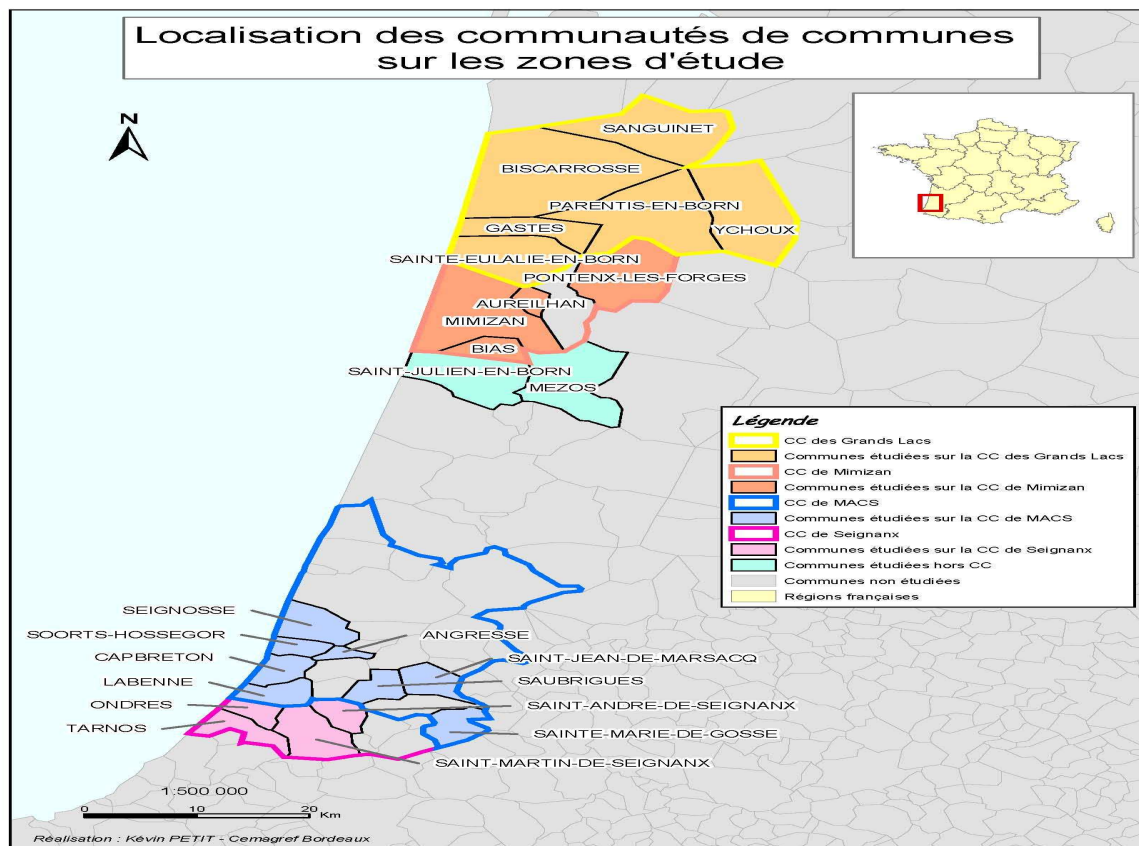 Localisation des communautés de communes
sur les zones d'étude
N
SANGUINET
BISCARROSSE
PARENTIS-EN-BORN
GASTES
YCHOUX
SAINTE-EULALIE-EN-BORN
PONTENX-LES-FORGES
AUREILHAN
MIMIZAN
BIAS
SAINT-JULIEN-EN-BORN
MEZOS
Légende
CC des Grands Lacs
Communes étudiées sur la CC des Grands Lacs
CC de Mimizan
Communes étudiées sur la CC de Mimizan
CC de MACS
Communes étudiées sur la CC de MACS
CC de Seignanx
Communes étudiées sur la CC de Seignanx
Communes étudiées hors CC
Communes non étudiées
Régions françaises
SEIGNOSSE
SOORTS-HOSSEGOR
ANGRESSE
CAPBRETON
SAINT-JEAN-DE-MARSACQ
LABENNE
SAUBRIGUES
ONDRES
SAINT-ANDRE-DE-SEIGNANX
TARNOS
SAINTE-MARIE-DE-GOSSE
SAINT-MARTIN-DE-SEIGNANX
1:500 000
0 10 20
Km
Réalisation : Kévin PETIT - Cemagref Bordeaux